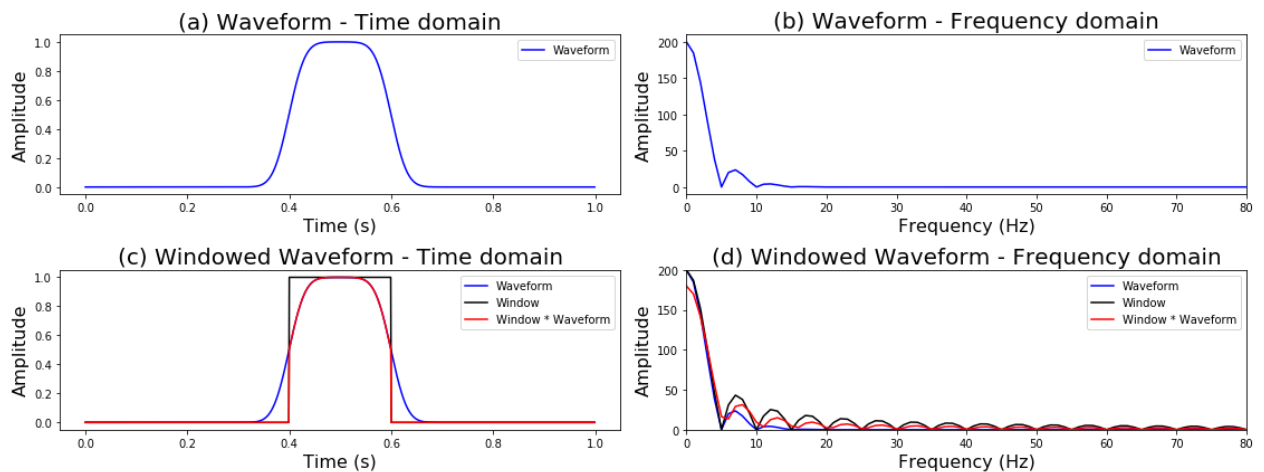 (a) Waveform - Time domain
1.0
0.8
0.6
0.4
0.2
0.0
Amplitude
Waveform
0.0 0.2 0.4 0.6 0.8 1.0
Time (s)
(b) Waveform - Frequency domain
200
150
100
50
0
Amplitude
Waveform
0 10 20 30 40 50 60 70 80
Frequency (Hz)
(c) Windowed Waveform - Time domain
1.0
0.8
0.6
0.4
0.2
0.0
Amplitude
Waveform
Window
Window * Waveform
0.0 0.2 0.4 0.6 0.8 1.0
Time (s)
(d) Windowed Waveform - Frequency domain
200
150
100
50
0
Amplitude
Waveform
Window
Window * Waveform
0 10 20 30 40 50 60 70 80
Frequency (Hz)